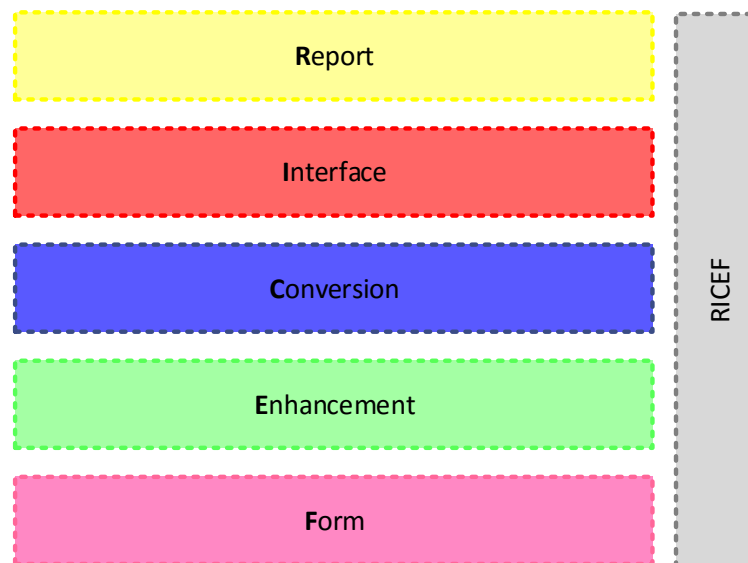 Report
Interface
Conversion
Enhancement
Form
RICEF